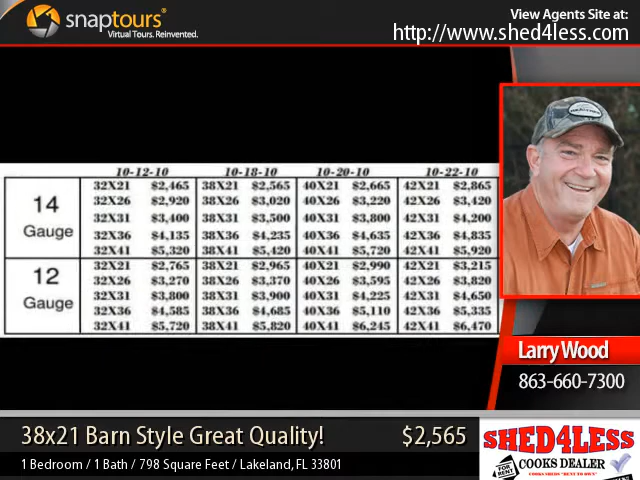 snaptours®
Virtual Tours. Reinvented.
View Agents Site at:
http://www.shed4less.com
10-12-10 10-18-10 10-20-10 10-22-10
14 Gauge
32X21 $2,465 38X21 $2,565 40X21 $2,665 42X21 $2,865
32X26 $2,920 38X26 $3,020 40X26 $3,220 42X26 $3,420
32X31 $3,400 38X31 $3,500 40X31 $3,800 42X31 $4,200
32X36 $4,135 38X36 $4,235 40X36 $4,635 42X36 $4,835
32X41 $5,320 38X41 $5,420 40X41 $5,720 42X41 $5,920
12 Gauge
32X21 $2,765 38X21 $2,965 40X21 $2,990 42X21 $3,215
32X26 $3,270 38X26 $3,370 40X26 $3,595 42X26 $3,820
32X31 $3,800 38X31 $3,900 40X31 $4,225 42X31 $4,650
32X36 $4,585 38X36 $4,685 40X36 $5,110 42X36 $5,335
32X41 $5,720 38X41 $5,820 40X41 $6,245 42X41 $6,470
Larry Wood
863-660-7300
38x21 Barn Style Great Quality! $2,565
1 Bedroom / 1 Bath / 798 Square Feet / Lakeland, FL 33801
SHED4LESS
FOR RENT
COOKS DEALER
COOKS SHEDS "RENT TO OWN"